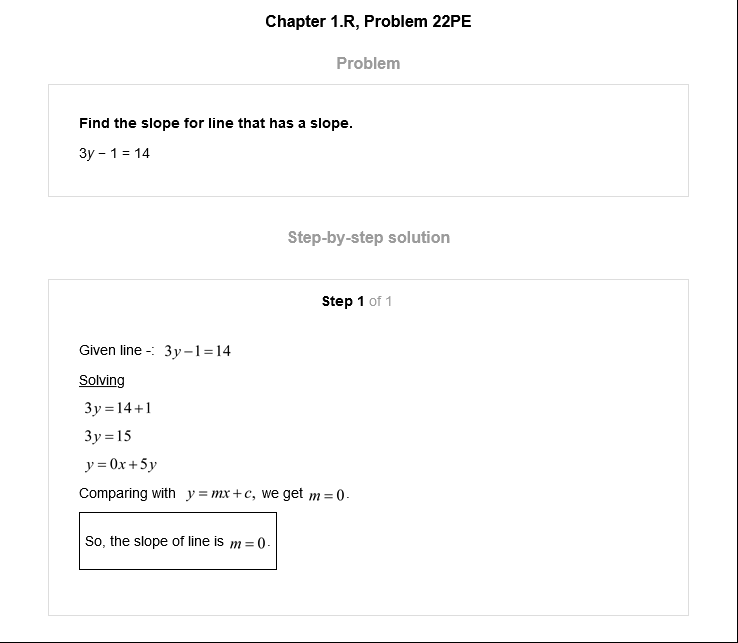 Chapter 1.R, Problem 22PE
Problem
Find the slope for line that has a slope.
3y − 1 = 14
Step-by-step solution
Step 1 of 1
Given line -: 3y−1=14
Solving
3y=14+1
3y=15
y=0x+5y
Comparing with y=mx+c, we get m=0.
So, the slope of line is m=0.